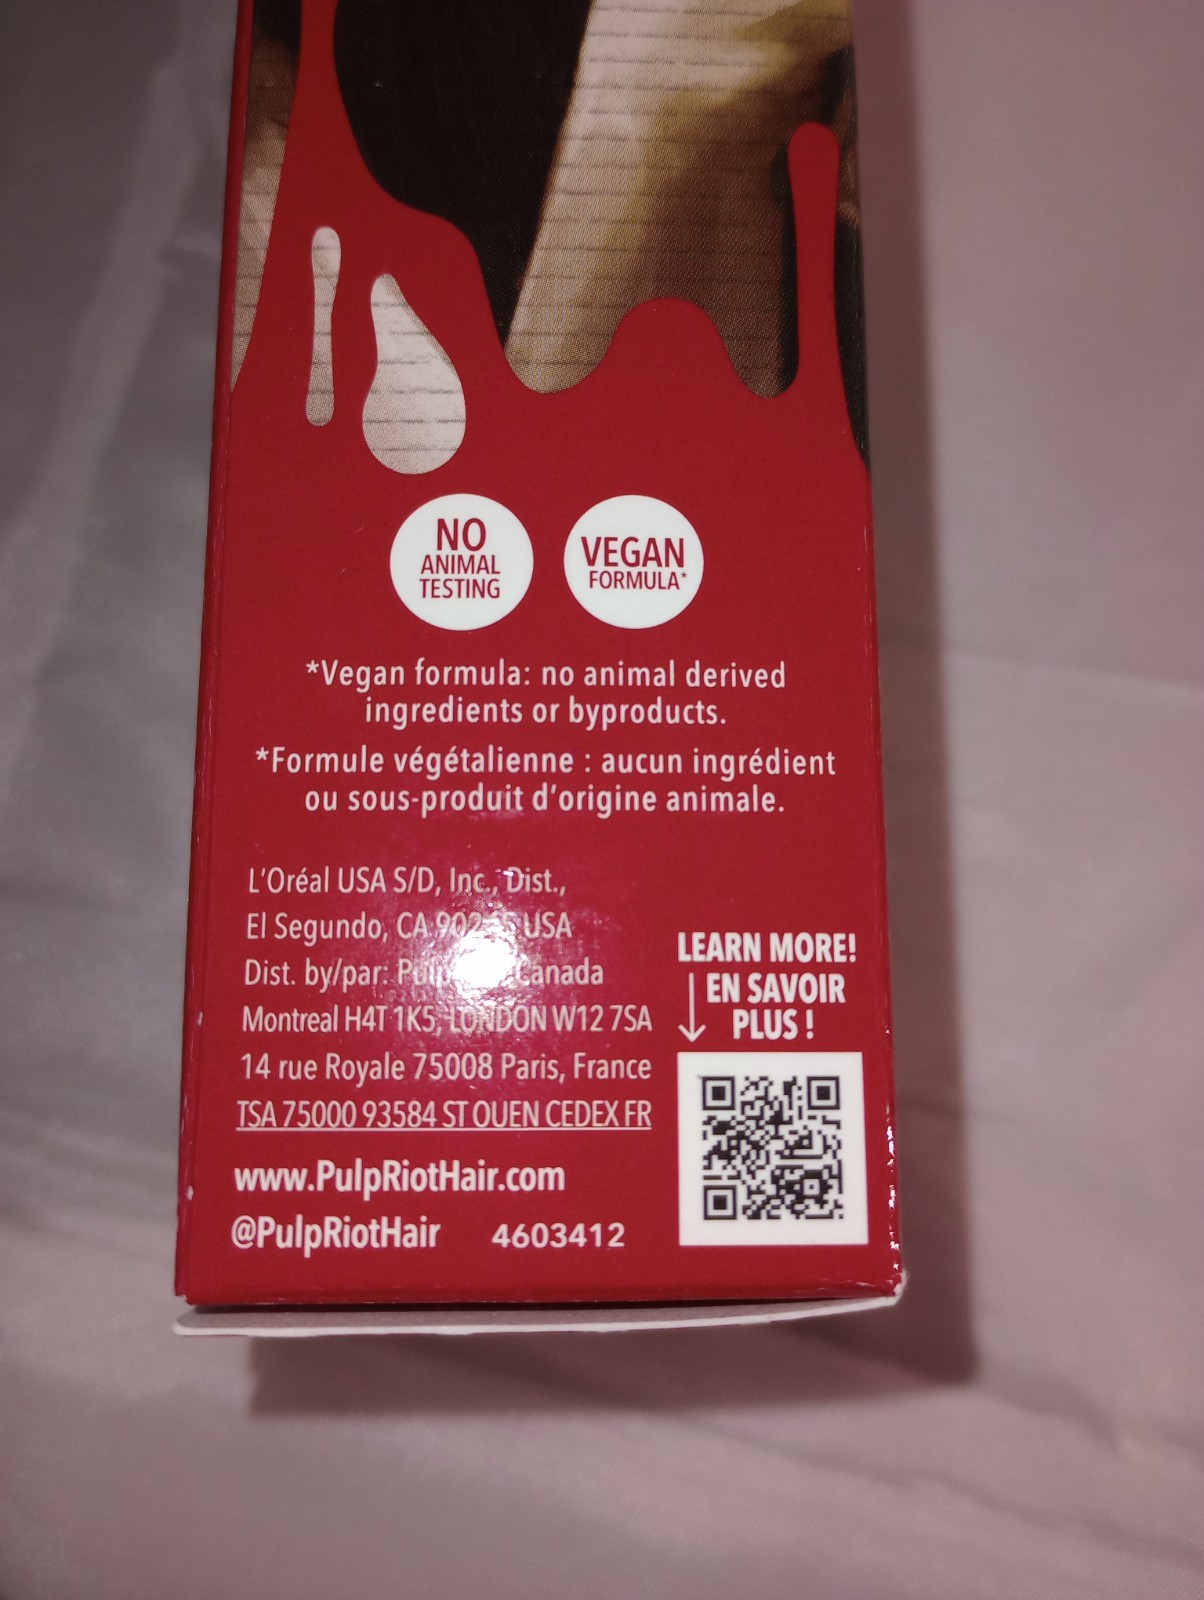 NO
ANIMAL
TESTING
VEGAN
FORMULA*
*Vegan formula: no animal derived
ingredients or byproducts.
*Formule végétalienne : aucun ingrédient
ou sous-produit d'origine animale.
L'Oréal USA S/D, Inc., Dist.,
El Segundo, CA USA
Dist. by/par: Canada
Montreal H4T 1K5, LONDON W12 7SA
14 rue Royale 75008 Paris, France
TSA 75000 93584 ST OUEN CEDEX FR
www.PulpRiotHair.com
@PulpRiotHair 4603412
LEARN MORE!
EN SAVOIR
PLUS !